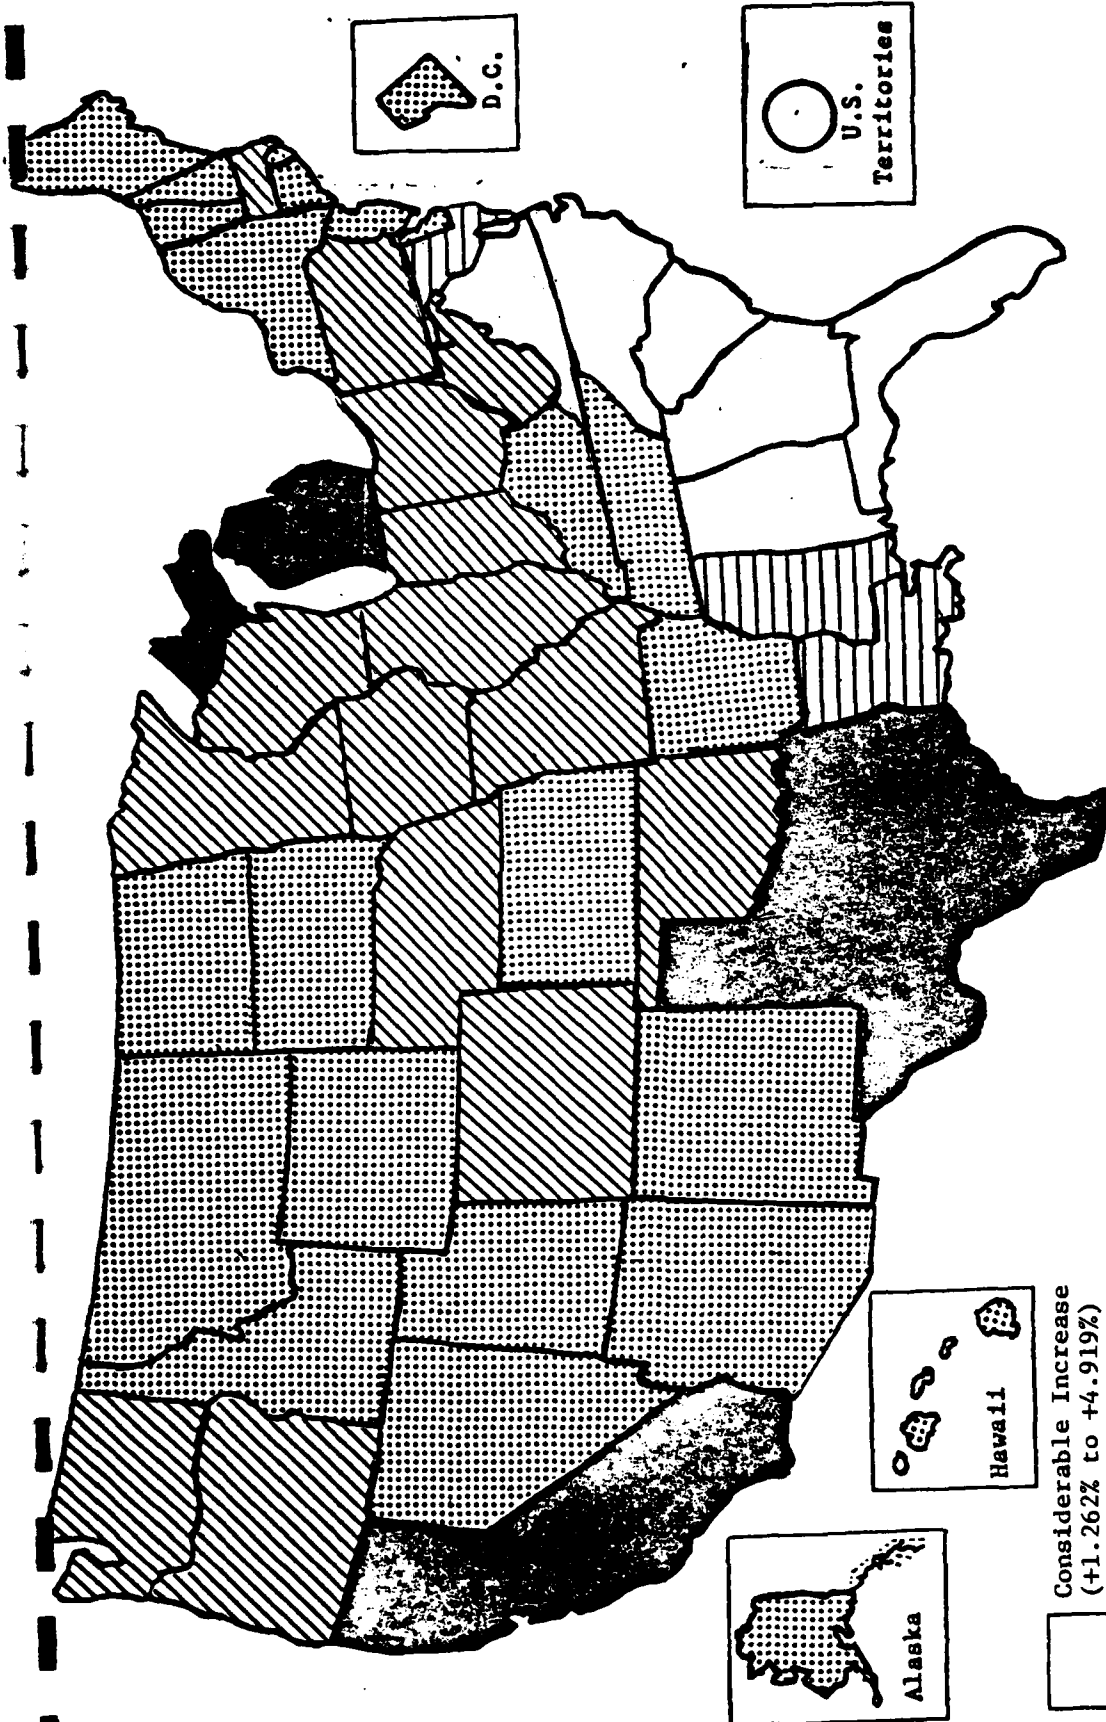 D.C.
U.S.
Territories
Alaska
Hawaii
Considerable Increase
(+1.262% to +4.919%)